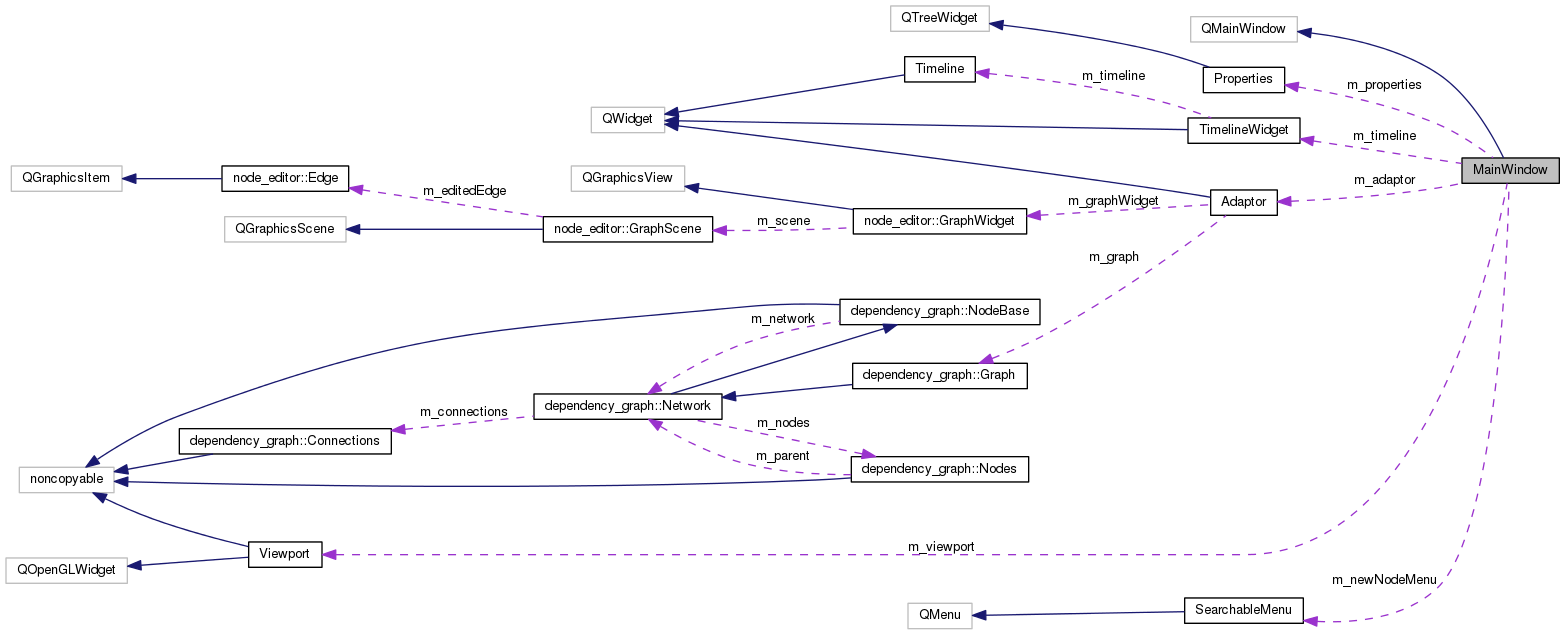 QTreeWidget
QMainWindow
Timeline
m_timeline
Properties
m_properties
QWidget
TimelineWidget
m_timeline
MainWindow
QGraphicsItem
node_editor::Edge
m_editedEdge
QGraphicsView
m_graphWidget
Adaptor
m_adaptor
QGraphicsScene
node_editor::GraphScene
m_scene
node_editor::GraphWidget
m_graph
dependency_graph::NodeBase
m_network
dependency_graph::Graph
dependency_graph::Network
m_connections
m_nodes
dependency_graph::Connections
m_parent
dependency_graph::Nodes
noncopyable
Viewport
m_viewport
QOpenGLWidget
m_newNodeMenu
QMenu
SearchableMenu